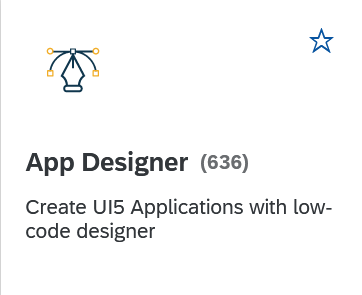 App Designer (636)
Create UI5 Applications with low-
code designer